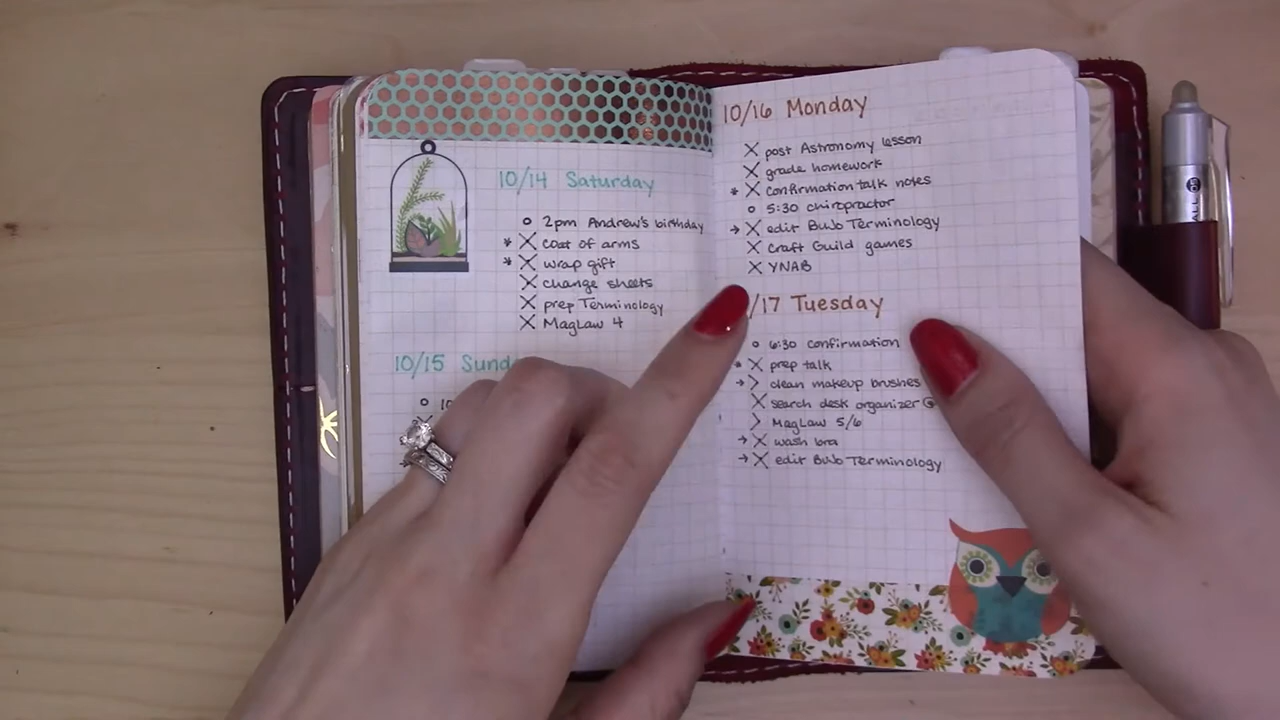 10/14 Saturday
o 2pm Andrew's birthday
* X coat of arms
* X wrap gift
X change sheets
X prep Terminology
X MagLaw 4
10/15 Sund
o 10
10/16 Monday
X post Astronomy lesson
X grade homework
* X confirmation talk notes
o 5:30 chiropractor
→ X edit BuJo Terminology
X Craft Guild games
X YNAB
/17 Tuesday
o 6:30 Confirmation
* X prep talk
→ > clean makeup brushes
X search desk organizer
> MagLaw 5/6
→ X wash bra
→ X edit BuJo Terminology